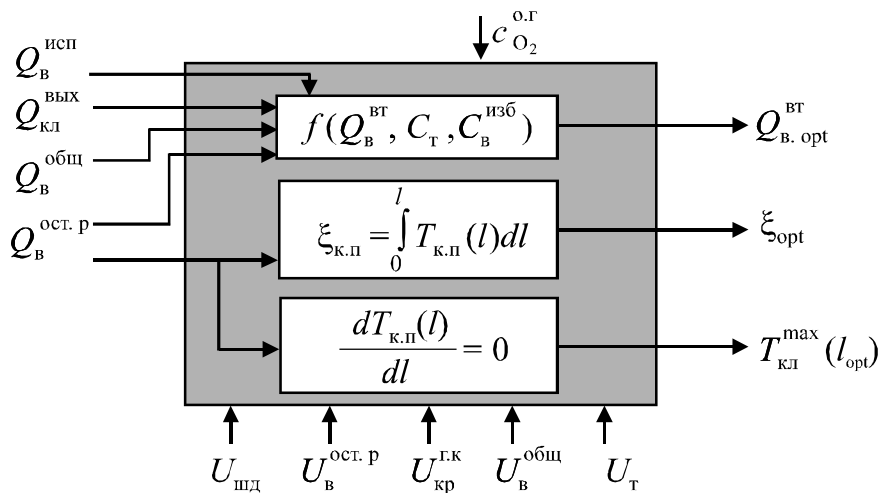 c_{O_2}^{о.г}
Q_в^{исп}
Q_{кл}^{вых}
Q_в^{общ}
Q_в^{ост. р}
f(Q_в^{вт}, C_т, C_в^{изб})
Q_{в. opt}^{вт}
ξ_{к.п} = ∫_0^l T_{к.п}(l)dl
ξ_{opt}
dT_{к.п}(l)/dl = 0
T_{кл}^{max}(l_{opt})
U_{шд} U_в^{ост. р} U_{кр}^{г.к} U_в^{общ} U_т